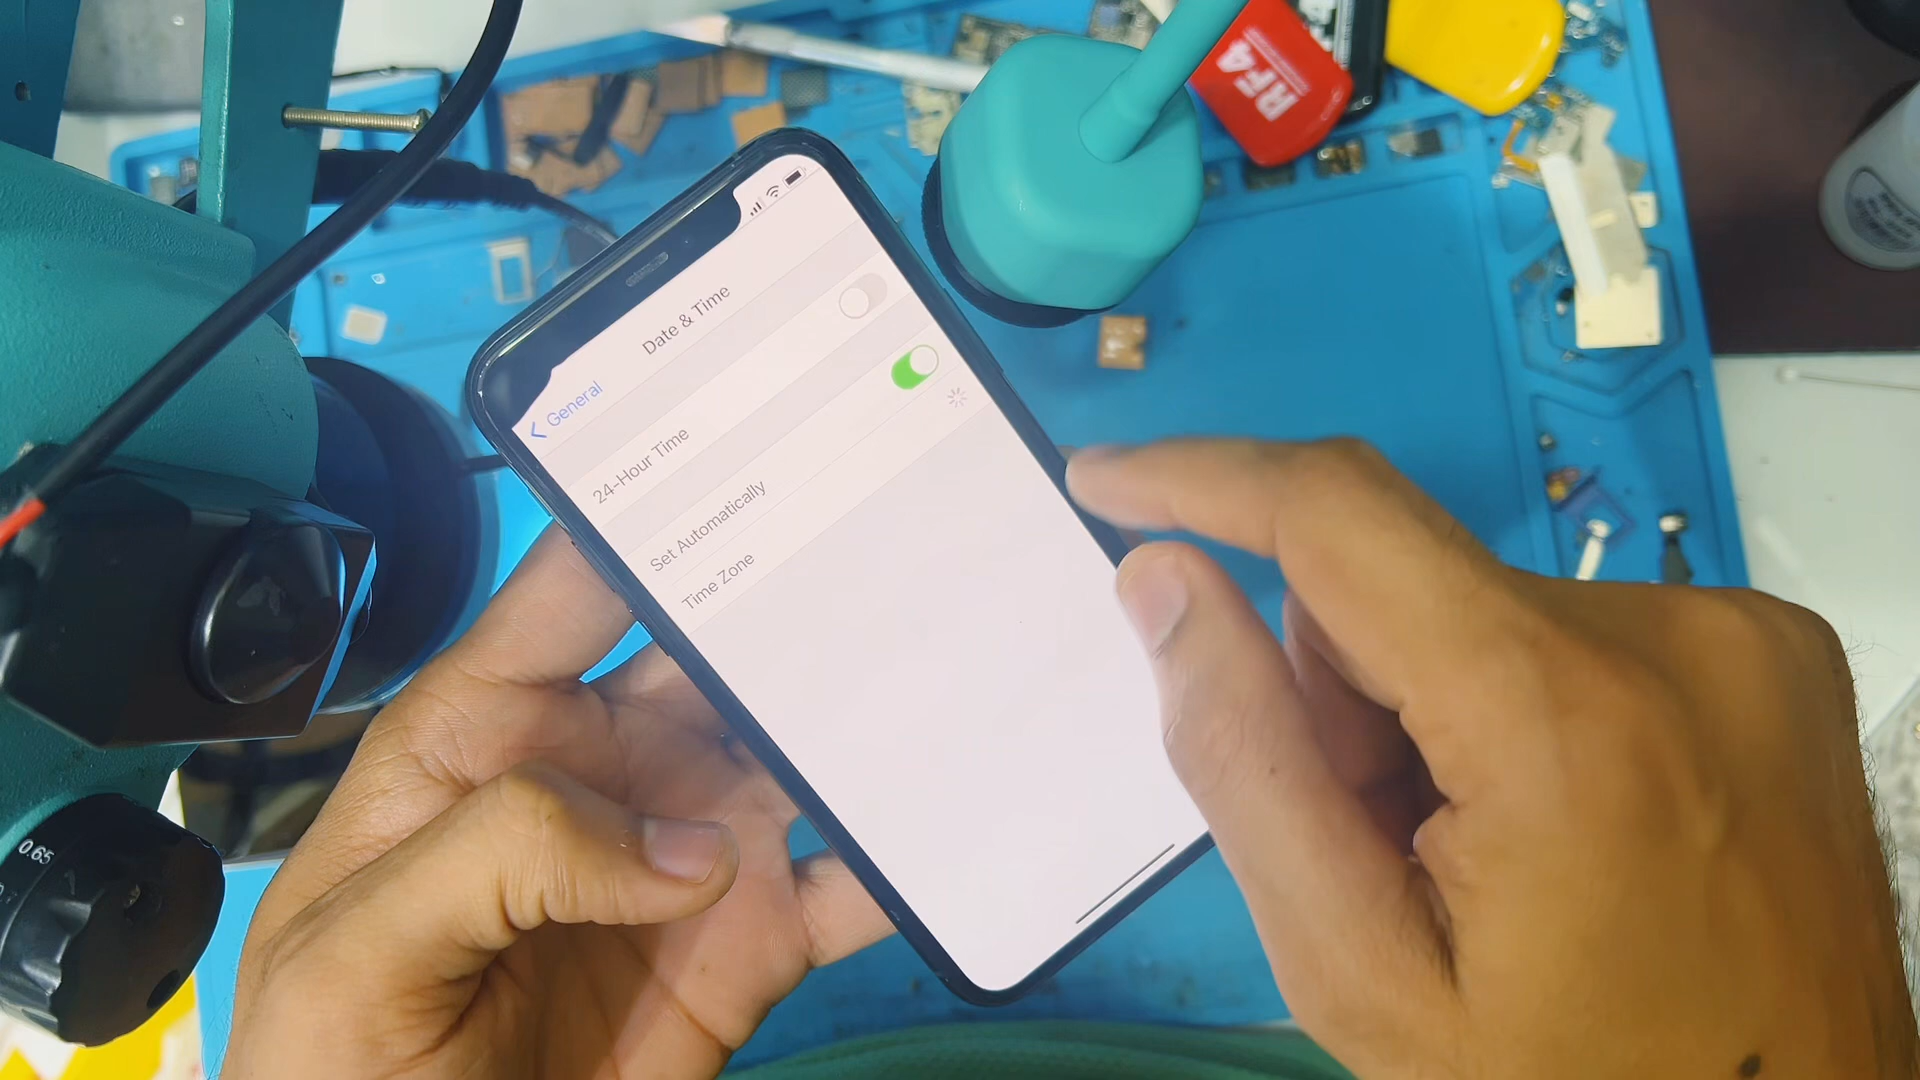 Date & Time
General
24-Hour Time
Set Automatically
Time Zone
RF4
0.65